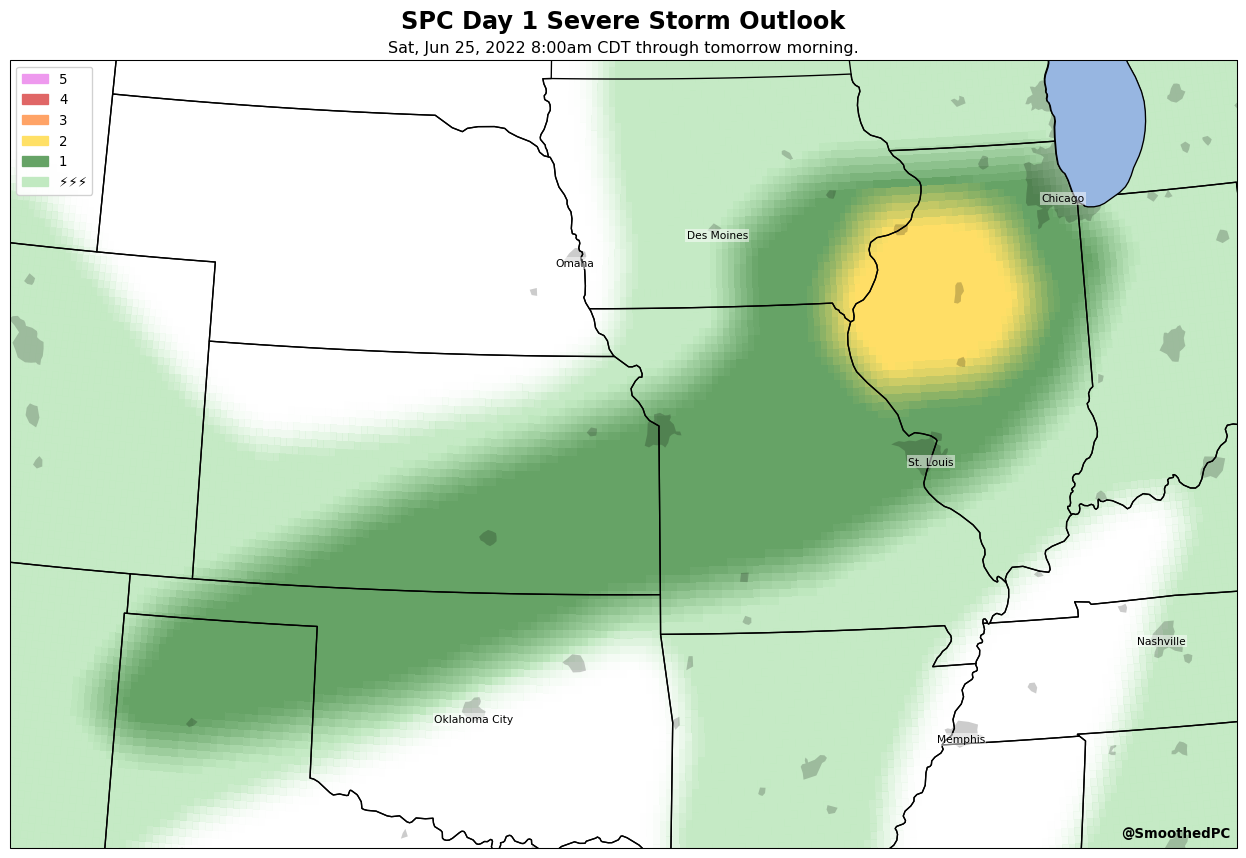 SPC Day 1 Severe Storm Outlook
Sat, Jun 25, 2022 8:00am CDT through tomorrow morning.
5
4
3
2
1
⚡⚡⚡
Chicago
Des Moines
Omaha
St. Louis
Nashville
Oklahoma City
Memphis
@SmoothedPC